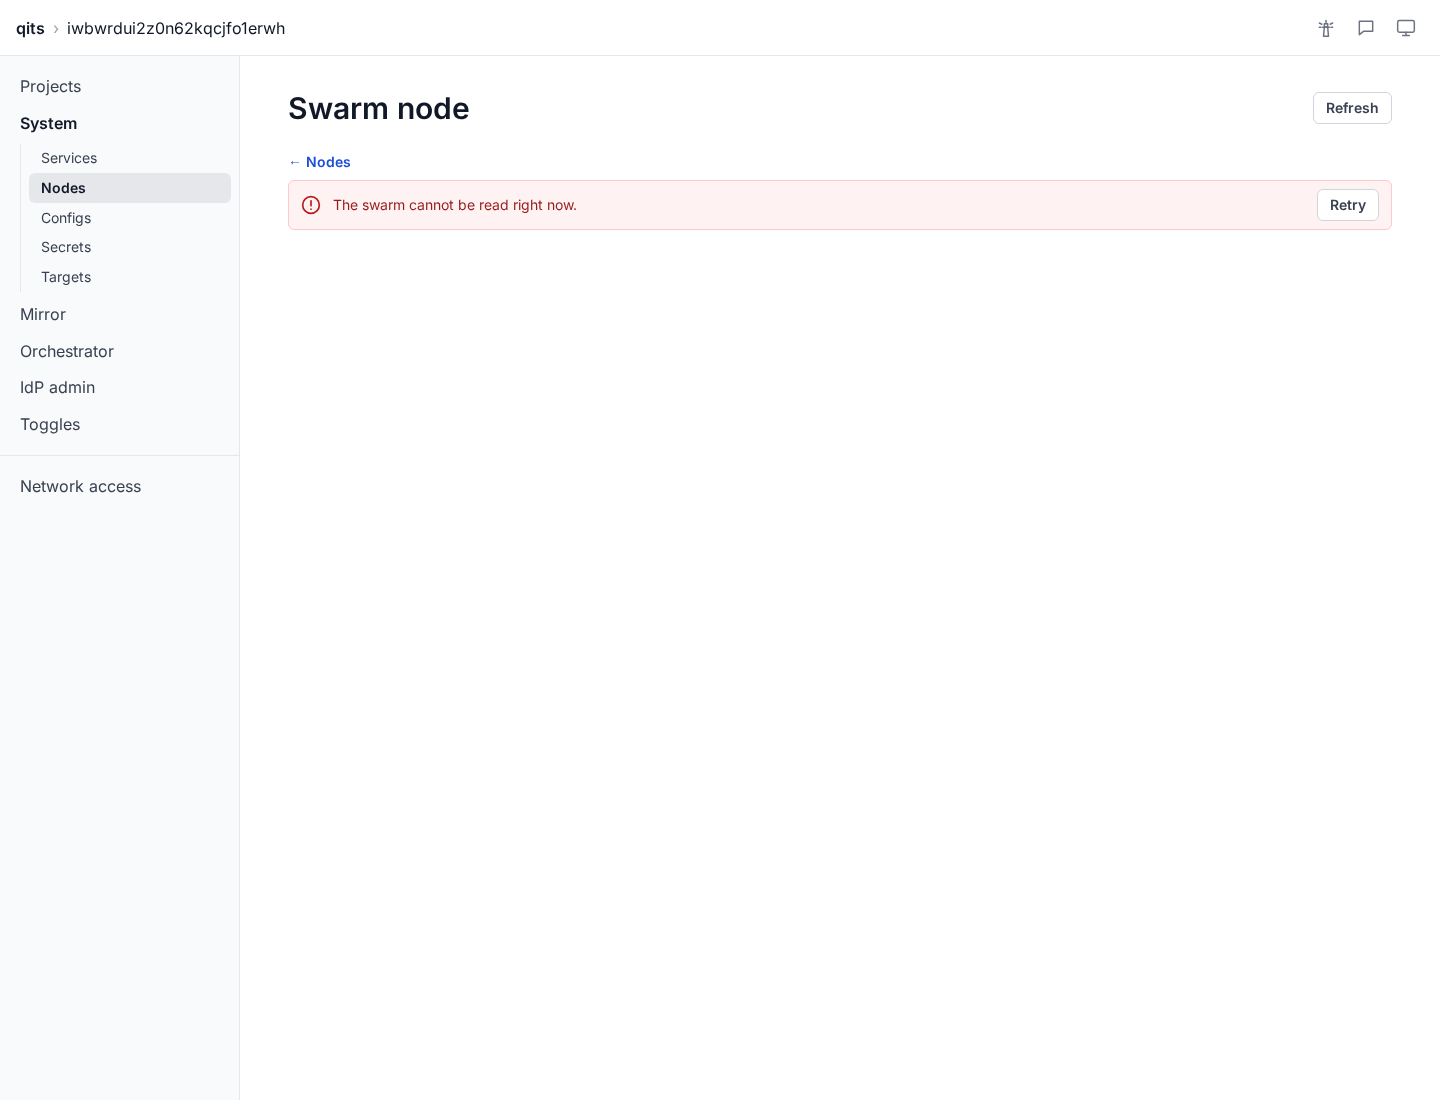 qits › iwbwrdui2z0n62kqcjfo1erwh
Projects
System
Services
Nodes
Configs
Secrets
Targets
Mirror
Orchestrator
IdP admin
Toggles
Network access
Swarm node
Refresh
← Nodes
The swarm cannot be read right now.
Retry